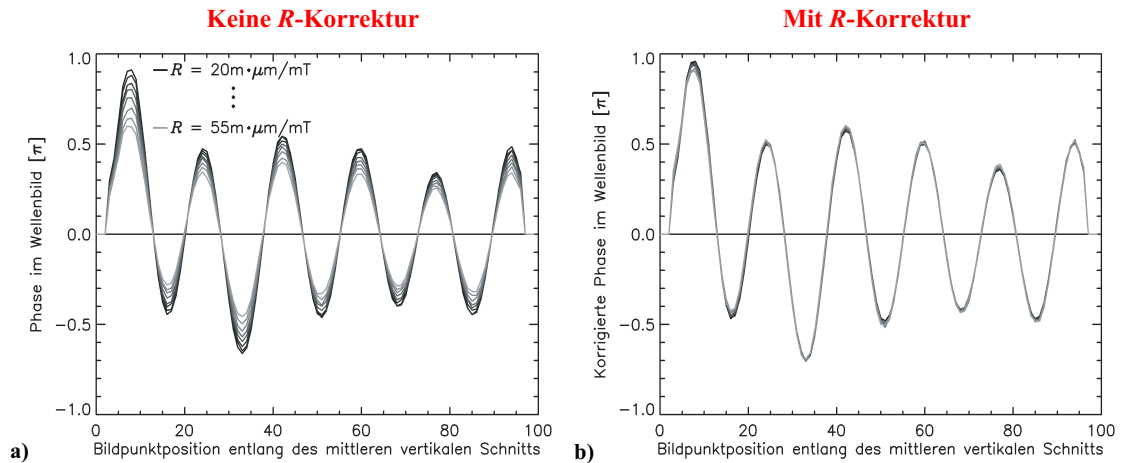 Keine R-Korrektur
Mit R-Korrektur
1.0
0.5
0.0
−0.5
−1.0
Phase im Wellenbild [π]
R = 20m·μm/mT
R = 55m·μm/mT
0 20 40 60 80 100
a) Bildpunktposition entlang des mittleren vertikalen Schnitts
1.0
0.5
0.0
−0.5
−1.0
Korrigierte Phase im Wellenbild [π]
0 20 40 60 80 100
b) Bildpunktposition entlang des mittleren vertikalen Schnitts